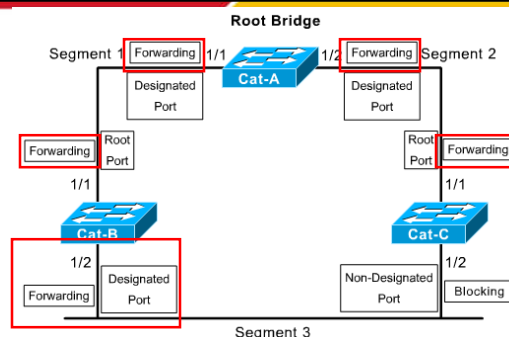 Root Bridge
Segment 1
Forwarding
1/1
1/2
Forwarding
Segment 2
Cat-A
Designated
Port
Designated
Port
Forwarding
Root
Port
Root
Port
Forwarding
1/1
1/1
Cat-B
Cat-C
1/2
1/2
Forwarding
Designated
Port
Non-Designated
Port
Blocking
Segment 3